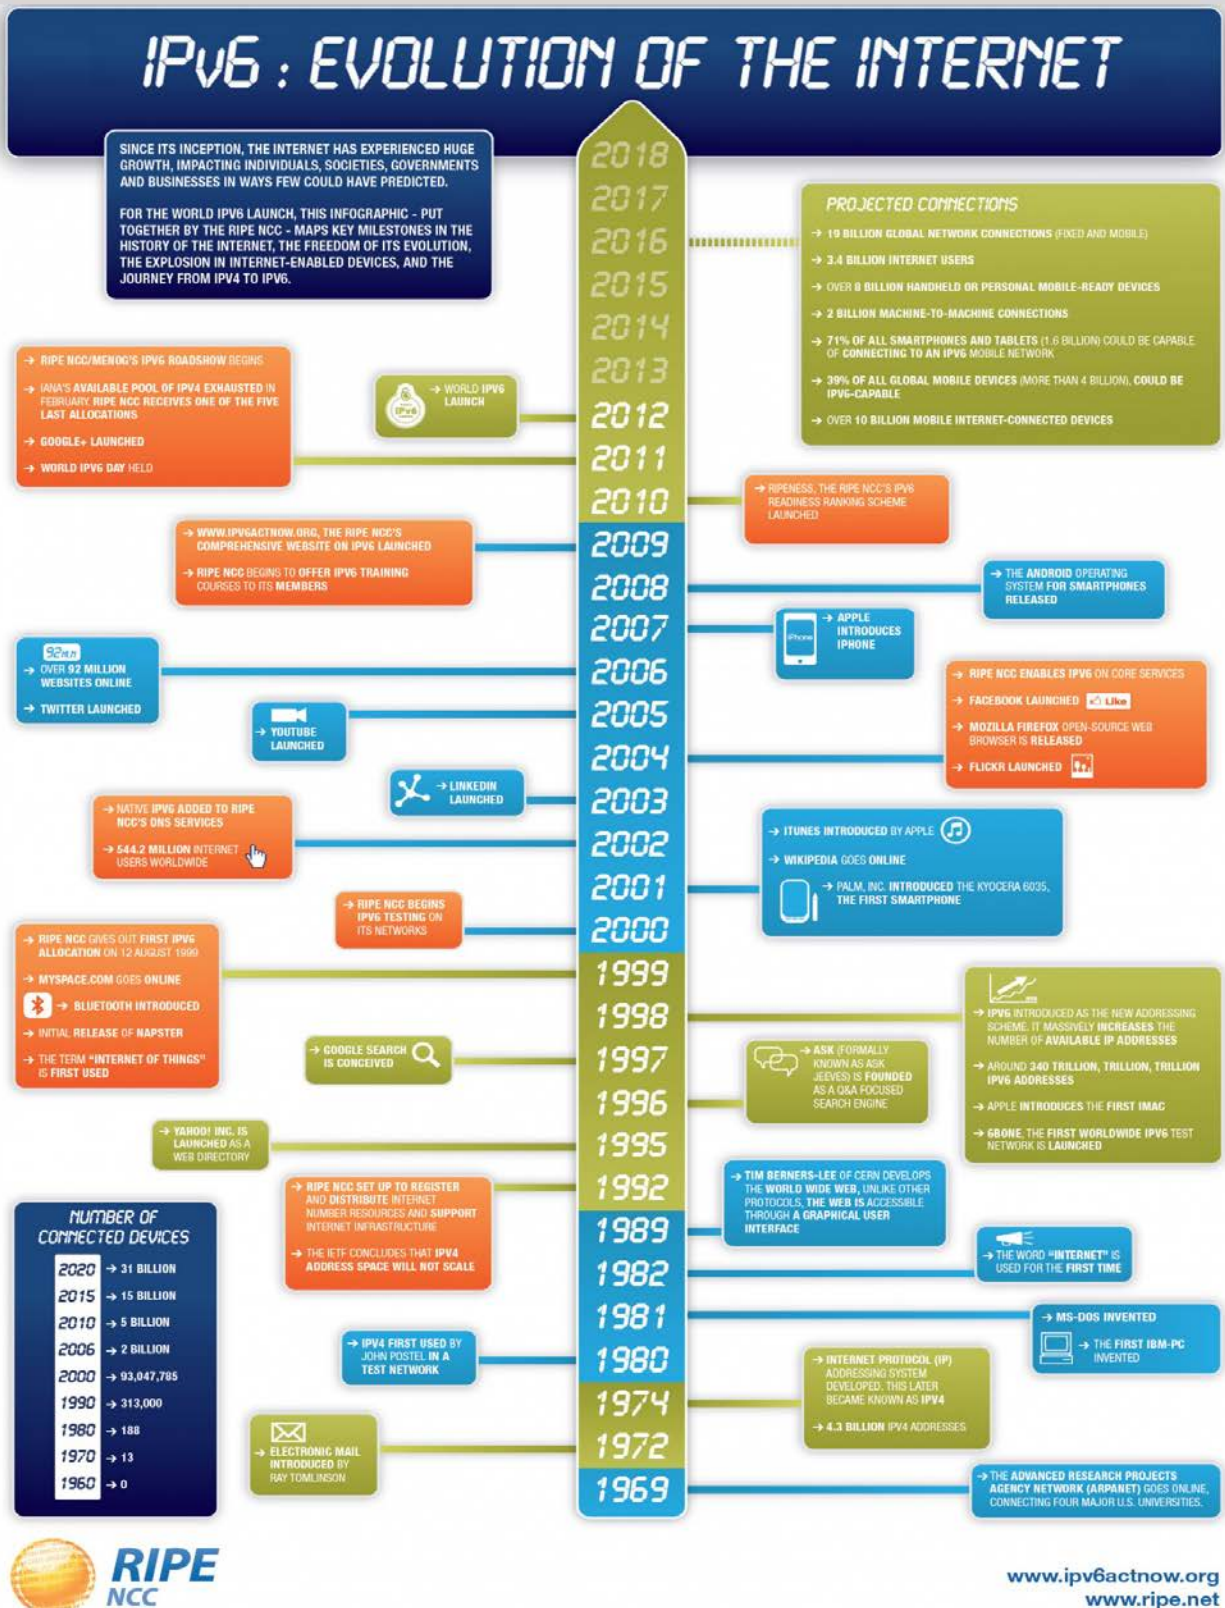 IPv6 : EVOLUTION OF THE INTERNET
SINCE ITS INCEPTION, THE INTERNET HAS EXPERIENCED HUGE
GROWTH, IMPACTING INDIVIDUALS, SOCIETIES, GOVERNMENTS
AND BUSINESSES IN WAYS FEW COULD HAVE PREDICTED.
FOR THE WORLD IPV6 LAUNCH, THIS INFOGRAPHIC - PUT
TOGETHER BY THE RIPE NCC - MAPS KEY MILESTONES IN THE
HISTORY OF THE INTERNET, THE FREEDOM OF ITS EVOLUTION,
THE EXPLOSION IN INTERNET-ENABLED DEVICES, AND THE
JOURNEY FROM IPV4 TO IPV6.
2018
2017
2016
PROJECTED CONNECTIONS
→ 19 BILLION GLOBAL NETWORK CONNECTIONS (FIXED AND MOBILE)
→ 3.4 BILLION INTERNET USERS
→ OVER 8 BILLION HANDHELD OR PERSONAL MOBILE-READY DEVICES
→ 2 BILLION MACHINE-TO-MACHINE CONNECTIONS
→ 71% OF ALL SMARTPHONES AND TABLETS (1.6 BILLION) COULD BE CAPABLE
OF CONNECTING TO AN IPV6 MOBILE NETWORK
→ 39% OF ALL GLOBAL MOBILE DEVICES (MORE THAN 4 BILLION), COULD BE
IPV6-CAPABLE
→ OVER 10 BILLION MOBILE INTERNET-CONNECTED DEVICES
2015
2014
2013
2012
IPv6
→ WORLD IPV6
LAUNCH
2011
→ RIPE NCC/MENOG'S IPV6 ROADSHOW BEGINS
→ IANA'S AVAILABLE POOL OF IPV4 EXHAUSTED IN
FEBRUARY. RIPE NCC RECEIVES ONE OF THE FIVE
LAST ALLOCATIONS
→ GOOGLE+ LAUNCHED
→ WORLD IPV6 DAY HELD
2010
→ RIPENESS, THE RIPE NCC'S IPV6
READINESS RANKING SCHEME
LAUNCHED
2009
→ WWW.IPV6ACTNOW.ORG, THE RIPE NCC'S
COMPREHENSIVE WEBSITE ON IPV6 LAUNCHED
→ RIPE NCC BEGINS TO OFFER IPV6 TRAINING
COURSES TO ITS MEMBERS
2008
→ THE ANDROID OPERATING
SYSTEM FOR SMARTPHONES
RELEASED
2007
iPhone
→ APPLE
INTRODUCES
IPHONE
2006
92m.n
→ OVER 92 MILLION
WEBSITES ONLINE
→ TWITTER LAUNCHED
2005
→ YOUTUBE
LAUNCHED
2004
→ RIPE NCC ENABLES IPV6 ON CORE SERVICES
→ FACEBOOK LAUNCHED Like
→ MOZILLA FIREFOX OPEN-SOURCE WEB
BROWSER IS RELEASED
→ FLICKR LAUNCHED
2003
→ LINKEDIN
LAUNCHED
2002
→ NATIVE IPV6 ADDED TO RIPE
NCC'S DNS SERVICES
→ 544.2 MILLION INTERNET
USERS WORLDWIDE
2001
→ ITUNES INTRODUCED BY APPLE
→ WIKIPEDIA GOES ONLINE
→ PALM, INC. INTRODUCED THE KYOCERA 6035,
THE FIRST SMARTPHONE
2000
→ RIPE NCC BEGINS
IPV6 TESTING ON
ITS NETWORKS
1999
→ RIPE NCC GIVES OUT FIRST IPV6
ALLOCATION ON 12 AUGUST 1999
→ MYSPACE.COM GOES ONLINE
→ BLUETOOTH INTRODUCED
→ INITIAL RELEASE OF NAPSTER
→ THE TERM "INTERNET OF THINGS"
IS FIRST USED
1998
→ IPV6 INTRODUCED AS THE NEW ADDRESSING
SCHEME. IT MASSIVELY INCREASES THE
NUMBER OF AVAILABLE IP ADDRESSES
→ AROUND 340 TRILLION, TRILLION, TRILLION
IPV6 ADDRESSES
→ APPLE INTRODUCES THE FIRST IMAC
→ 6BONE, THE FIRST WORLDWIDE IPV6 TEST
NETWORK IS LAUNCHED
1997
→ GOOGLE SEARCH
IS CONCEIVED
1996
→ ASK (FORMALLY
KNOWN AS ASK
JEEVES) IS FOUNDED
AS A Q&A FOCUSED
SEARCH ENGINE
1995
→ YAHOO! INC. IS
LAUNCHED AS A
WEB DIRECTORY
1992
→ RIPE NCC SET UP TO REGISTER
AND DISTRIBUTE INTERNET
NUMBER RESOURCES AND SUPPORT
INTERNET INFRASTRUCTURE
→ THE IETF CONCLUDES THAT IPV4
ADDRESS SPACE WILL NOT SCALE
1989
→ TIM BERNERS-LEE OF CERN DEVELOPS
THE WORLD WIDE WEB, UNLIKE OTHER
PROTOCOLS, THE WEB IS ACCESSIBLE
THROUGH A GRAPHICAL USER
INTERFACE
1982
→ THE WORD "INTERNET" IS
USED FOR THE FIRST TIME
1981
→ MS-DOS INVENTED
→ THE FIRST IBM-PC
INVENTED
1980
→ IPV4 FIRST USED BY
JOHN POSTEL IN A
TEST NETWORK
1974
→ INTERNET PROTOCOL (IP)
ADDRESSING SYSTEM
DEVELOPED. THIS LATER
BECAME KNOWN AS IPV4
→ 4.3 BILLION IPV4 ADDRESSES
1972
→ ELECTRONIC MAIL
INTRODUCED BY
RAY TOMLINSON
1969
→ THE ADVANCED RESEARCH PROJECTS
AGENCY NETWORK (ARPANET) GOES ONLINE,
CONNECTING FOUR MAJOR U.S. UNIVERSITIES.
NUMBER OF
CONNECTED DEVICES
2020 → 31 BILLION
2015 → 15 BILLION
2010 → 5 BILLION
2006 → 2 BILLION
2000 → 93,047,785
1990 → 313,000
1980 → 188
1970 → 13
1960 → 0
RIPE
NCC
www.ipv6actnow.org
www.ripe.net